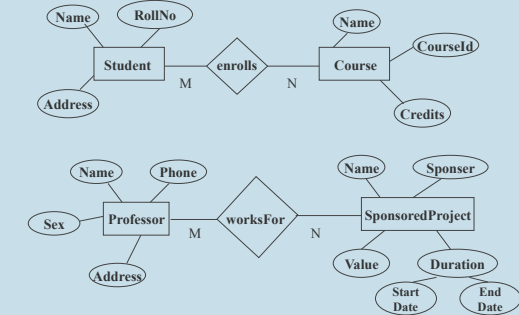 Name
RollNo
Student
Address
M
enrolls
N
Name
Course
CourseId
Credits
Name
Phone
Professor
Sex
Address
M
worksFor
N
Name
Sponser
SponsoredProject
Value
Duration
Start
Date
End
Date